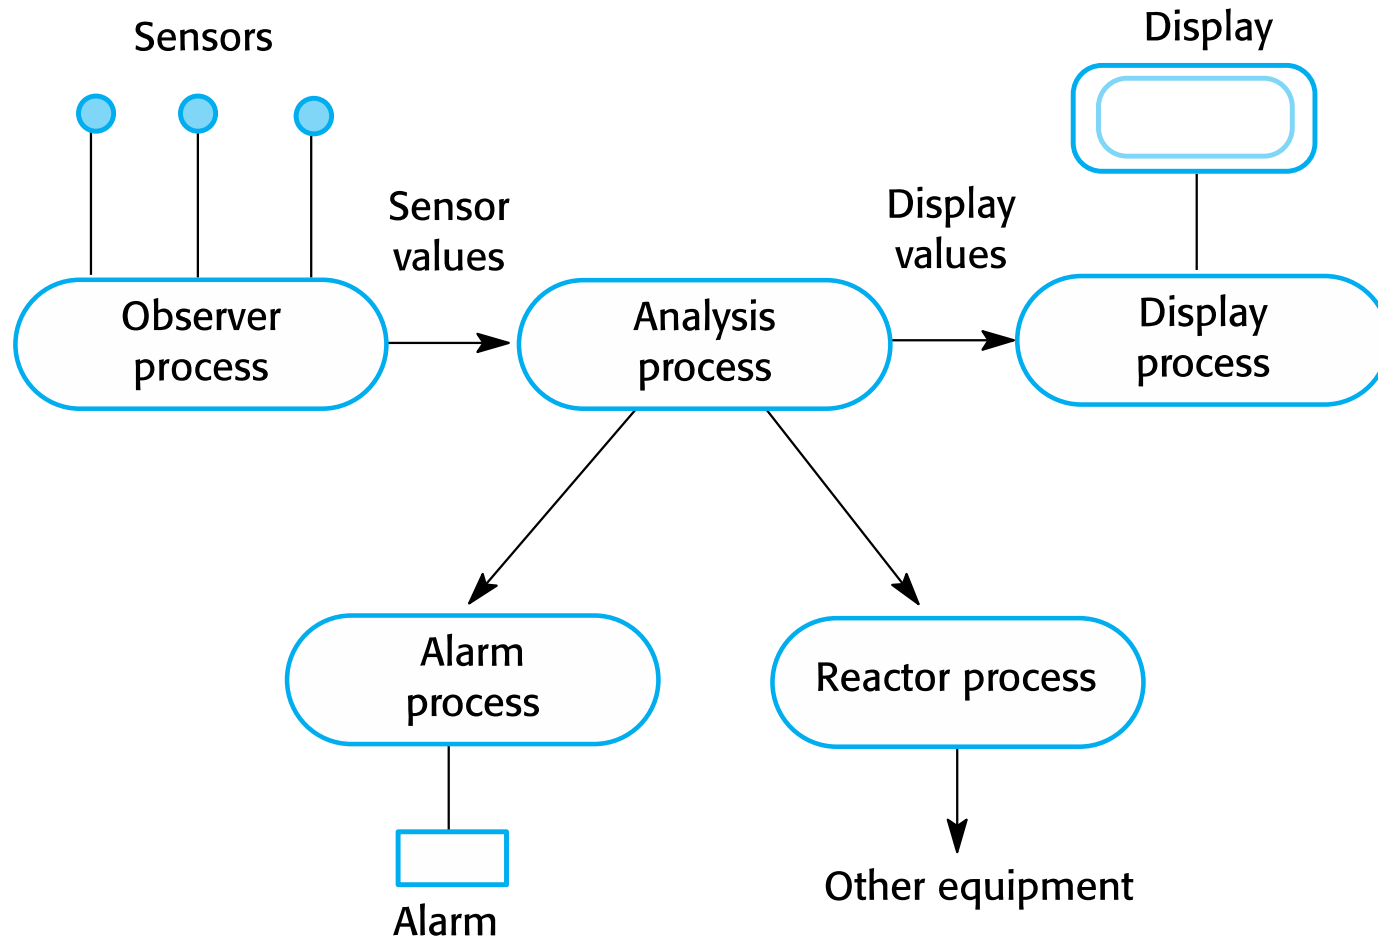 Sensors
Display
Sensor
values
Display
values
Observer
process
Analysis
process
Display
process
Alarm
process
Reactor process
Alarm
Other equipment